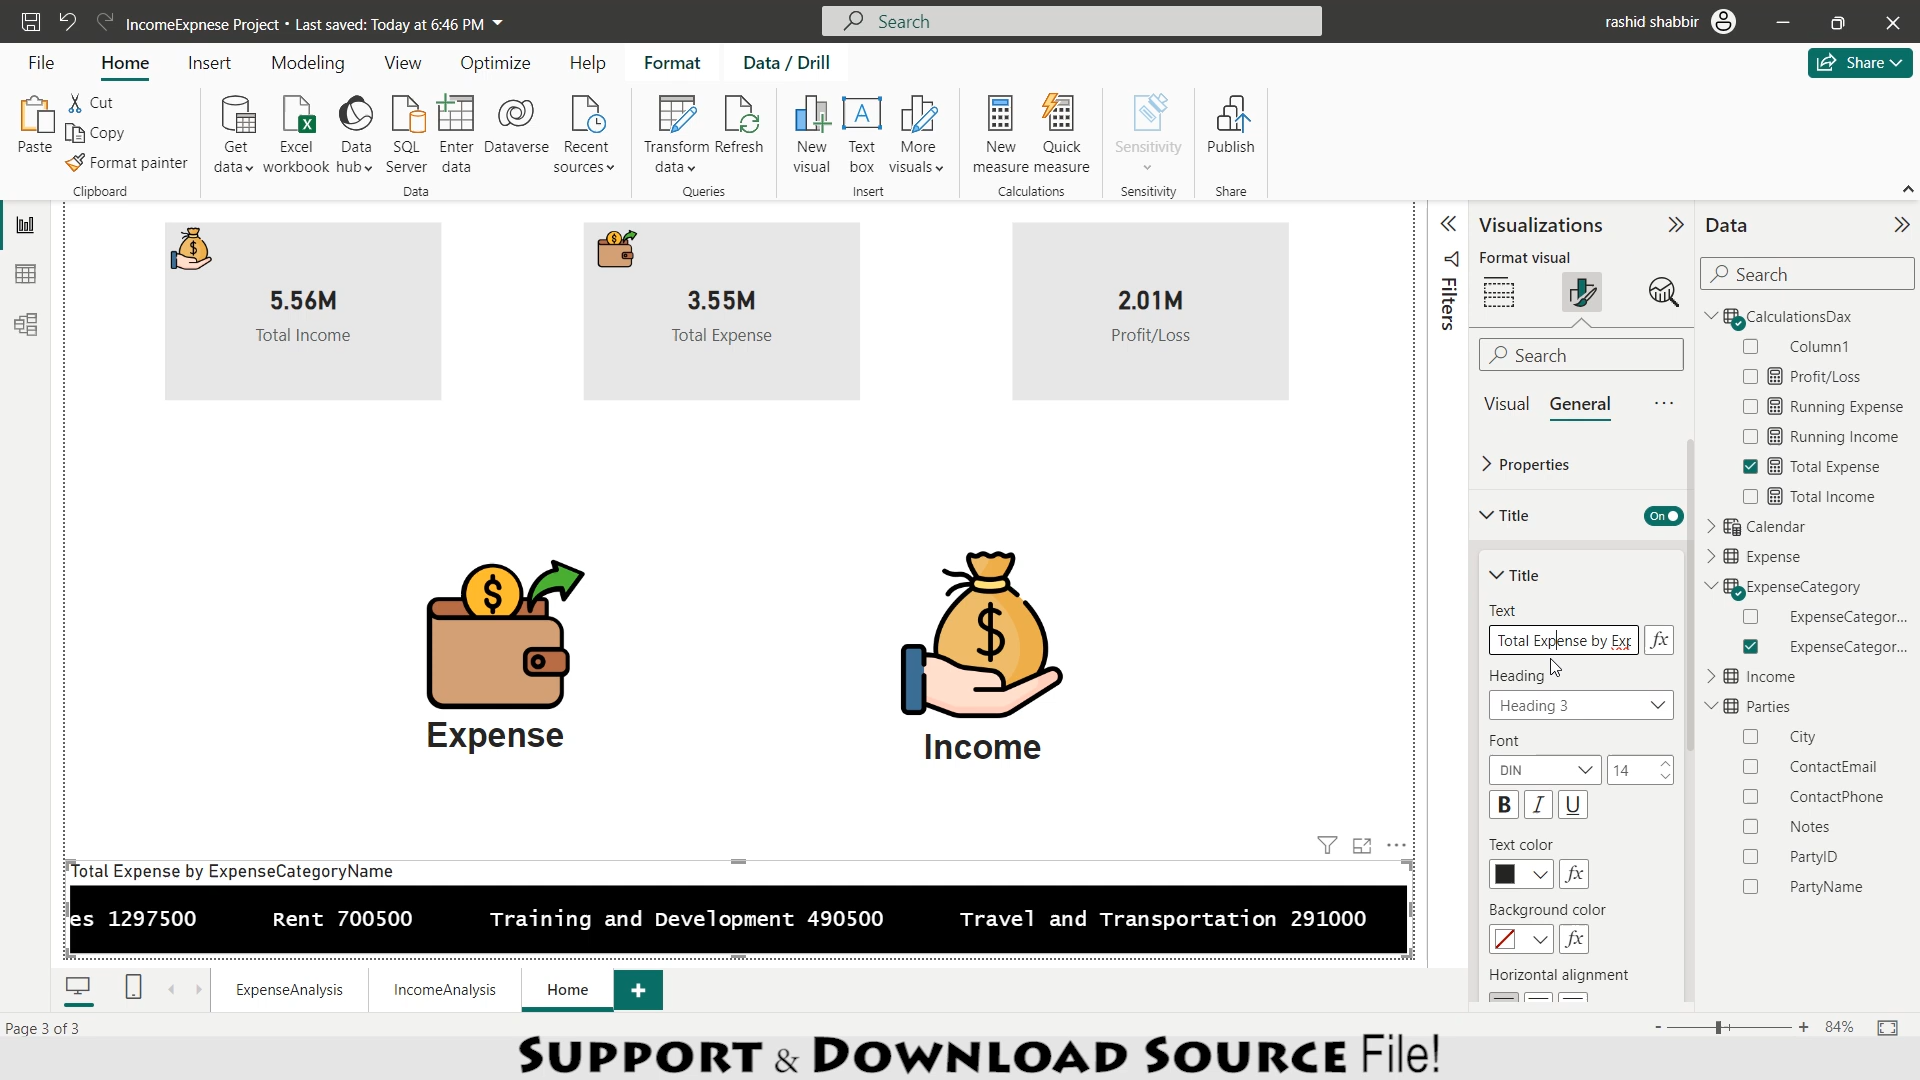 IncomeExpnese Project • Last saved: Today at 6:46 PM
Search
rashid shabbir
File Home Insert Modeling View Optimize Help Format Data / Drill
Share
Paste
Cut
Copy
Format painter
Clipboard
Get data
Excel workbook
Data hub
SQL Server
Enter data
Dataverse
Recent sources
Data
Transform data
Refresh
Queries
New visual
Text box
More visuals
Insert
New measure
Quick measure
Calculations
Sensitivity
Sensitivity
Publish
Share
5.56M
Total Income
3.55M
Total Expense
2.01M
Profit/Loss
Expense
Income
Total Expense by ExpenseCategoryName
es 1297500 Rent 700500 Training and Development 490500 Travel and Transportation 291000
Filters
Visualizations
Format visual
Search
Visual General
Properties
Title
On
Title
Text
Total Expense by Exp
fx
Heading
Heading 3
Font
DIN
14
B I U
Text color
fx
Background color
fx
Horizontal alignment
Data
Search
CalculationsDax
Column1
Profit/Loss
Running Expense
Running Income
Total Expense
Total Income
Calendar
Expense
ExpenseCategory
ExpenseCategor...
ExpenseCategor...
Income
Parties
City
ContactEmail
ContactPhone
Notes
PartyID
PartyName
ExpenseAnalysis IncomeAnalysis Home +
Page 3 of 3
- + 84%
SUPPORT & DOWNLOAD SOURCE File!